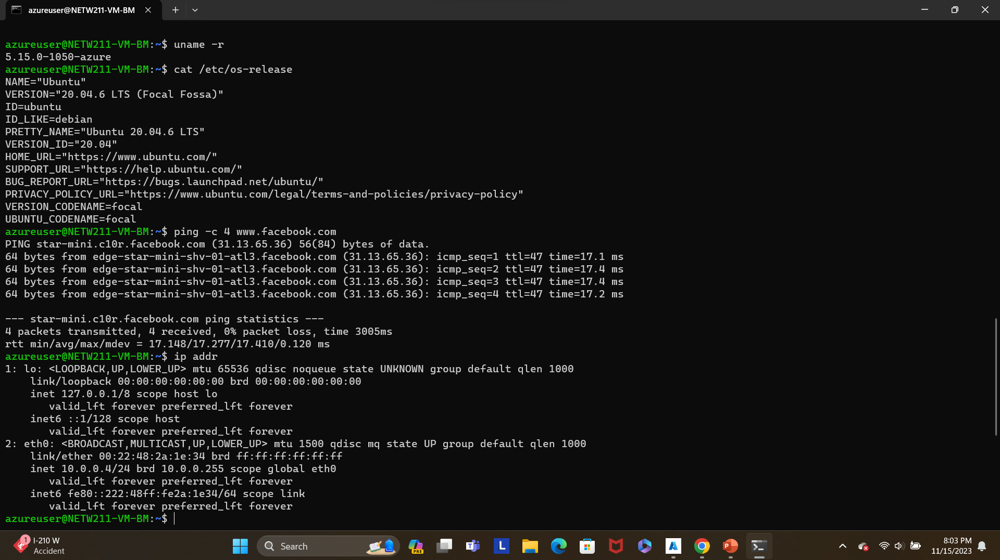 azureuser@NETW211-VM-BM
azureuser@NETW211-VM-BM:~$ uname -r
5.15.0-1050-azure
azureuser@NETW211-VM-BM:~$ cat /etc/os-release
NAME="Ubuntu"
VERSION="20.04.6 LTS (Focal Fossa)"
ID=ubuntu
ID_LIKE=debian
PRETTY_NAME="Ubuntu 20.04.6 LTS"
VERSION_ID="20.04"
HOME_URL="https://www.ubuntu.com/"
SUPPORT_URL="https://help.ubuntu.com/"
BUG_REPORT_URL="https://bugs.launchpad.net/ubuntu/"
PRIVACY_POLICY_URL="https://www.ubuntu.com/legal/terms-and-policies/privacy-policy"
VERSION_CODENAME=focal
UBUNTU_CODENAME=focal
azureuser@NETW211-VM-BM:~$ ping -c 4 www.facebook.com
PING star-mini.c10r.facebook.com (31.13.65.36) 56(84) bytes of data.
64 bytes from edge-star-mini-shv-01-atl3.facebook.com (31.13.65.36): icmp_seq=1 ttl=47 time=17.1 ms
64 bytes from edge-star-mini-shv-01-atl3.facebook.com (31.13.65.36): icmp_seq=2 ttl=47 time=17.4 ms
64 bytes from edge-star-mini-shv-01-atl3.facebook.com (31.13.65.36): icmp_seq=3 ttl=47 time=17.4 ms
64 bytes from edge-star-mini-shv-01-atl3.facebook.com (31.13.65.36): icmp_seq=4 ttl=47 time=17.2 ms
--- star-mini.c10r.facebook.com ping statistics ---
4 packets transmitted, 4 received, 0% packet loss, time 3005ms
rtt min/avg/max/mdev = 17.148/17.277/17.410/0.120 ms
azureuser@NETW211-VM-BM:~$ ip addr
1: lo: <LOOPBACK,UP,LOWER_UP> mtu 65536 qdisc noqueue state UNKNOWN group default qlen 1000
    link/loopback 00:00:00:00:00:00 brd 00:00:00:00:00:00
    inet 127.0.0.1/8 scope host lo
       valid_lft forever preferred_lft forever
    inet6 ::1/128 scope host
       valid_lft forever preferred_lft forever
2: eth0: <BROADCAST,MULTICAST,UP,LOWER_UP> mtu 1500 qdisc mq state UP group default qlen 1000
    link/ether 00:22:48:2a:1e:34 brd ff:ff:ff:ff:ff:ff
    inet 10.0.0.4/24 brd 10.0.0.255 scope global eth0
       valid_lft forever preferred_lft forever
    inet6 fe80::222:48ff:fe2a:1e34/64 scope link
       valid_lft forever preferred_lft forever
azureuser@NETW211-VM-BM:~$
1
I-210 W
Accident
Search
PRE
T
L
P
8:03 PM
11/15/2023